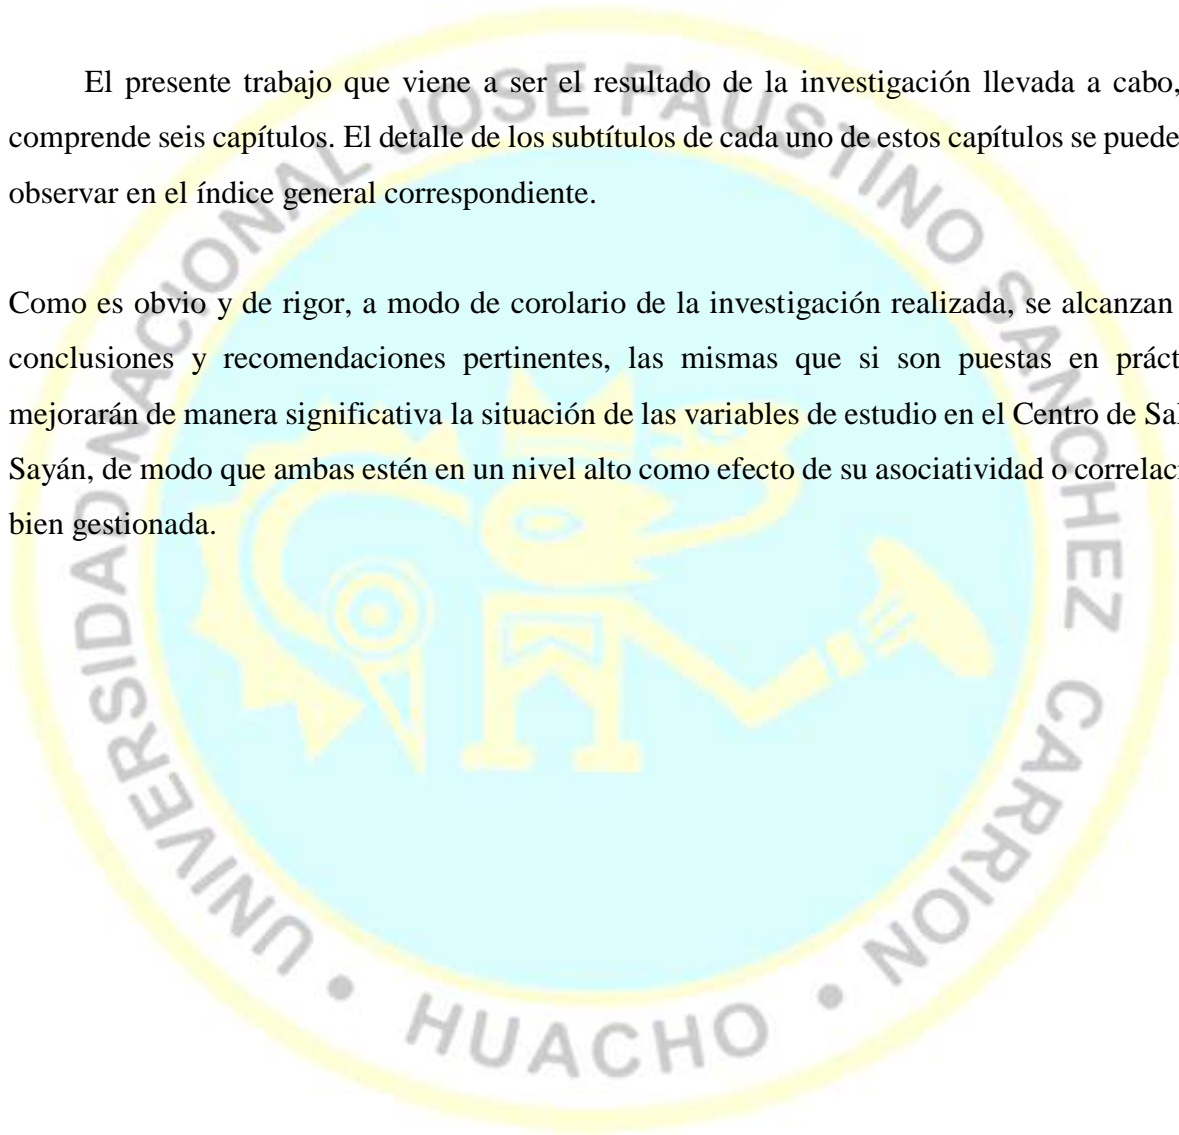 El presente trabajo que viene a ser el resultado de la investigación llevada a cabo,
comprende seis capítulos. El detalle de los subtítulos de cada uno de estos capítulos se puede
observar en el índice general correspondiente.
Como es obvio y de rigor, a modo de corolario de la investigación realizada, se alcanzan
conclusiones y recomendaciones pertinentes, las mismas que si son puestas en práct
mejorarán de manera significativa la situación de las variables de estudio en el Centro de Sal
Sayán, de modo que ambas estén en un nivel alto como efecto de su asociatividad o correlaci
bien gestionada.
UNIVERSIDAD NACIONAL JOSE FAUSTINO SANCHEZ CARRION
• HUACHO •